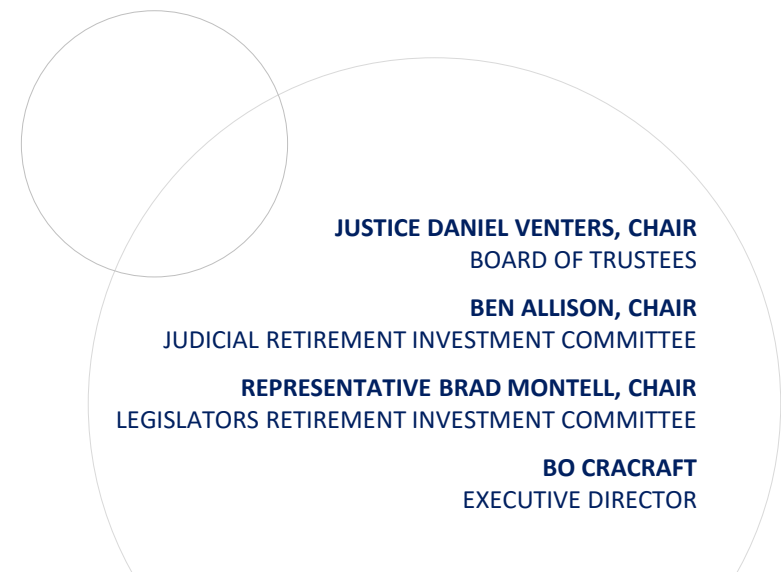 JUSTICE DANIEL VENTERS, CHAIR
BOARD OF TRUSTEES
BEN ALLISON, CHAIR
JUDICIAL RETIREMENT INVESTMENT COMMITTEE
REPRESENTATIVE BRAD MONTELL, CHAIR
LEGISLATORS RETIREMENT INVESTMENT COMMITTEE
BO CRACRAFT
EXECUTIVE DIRECTOR